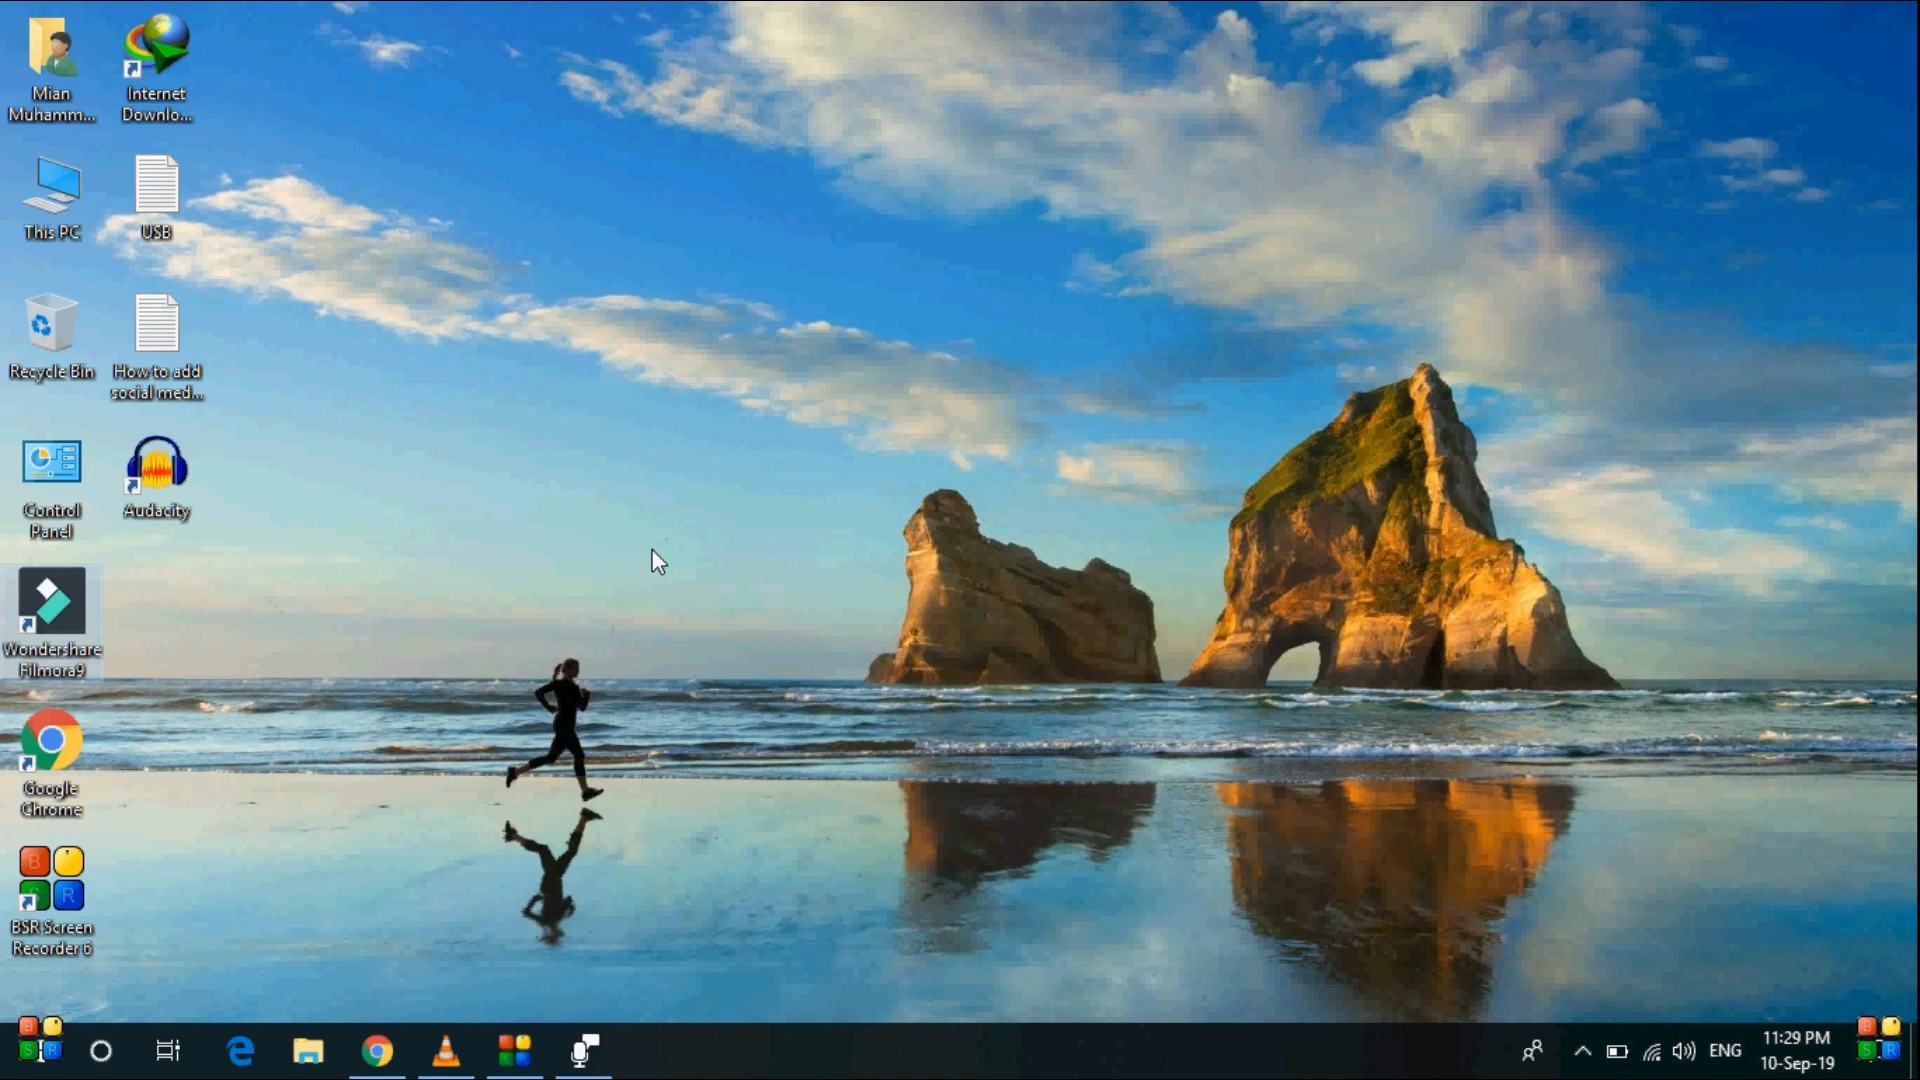 Mian
Muhamm...
Internet
Downlo...
This PC
USB
Recycle Bin
How to add
social med...
Control
Panel
Audacity
Wondershare
Filmora9
Google
Chrome
B
S R
BSR Screen
Recorder 6
B
S R
ENG
11:29 PM
10-Sep-19
B
S R